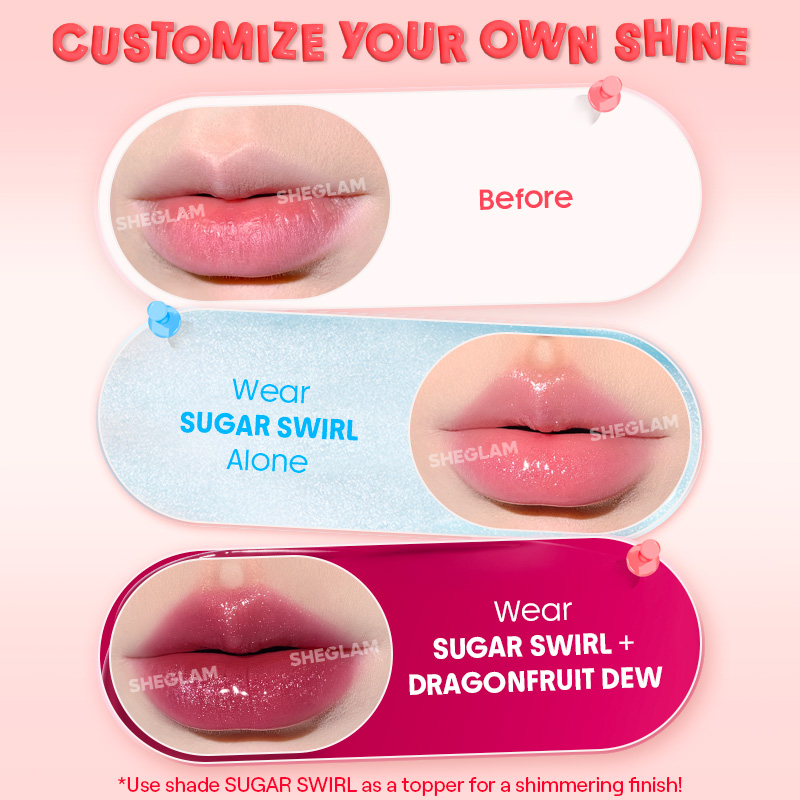 CUSTOMIZE YOUR OWN SHINE
SHEGLAM
SHEGLAM
Before
Wear
SUGAR SWIRL
Alone
SHEGLAM
SHEGLAM
Wear
SUGAR SWIRL +
DRAGONFRUIT DEW
SHEGLAM
SHEGLAM
*Use shade SUGAR SWIRL as a topper for a shimmering finish!